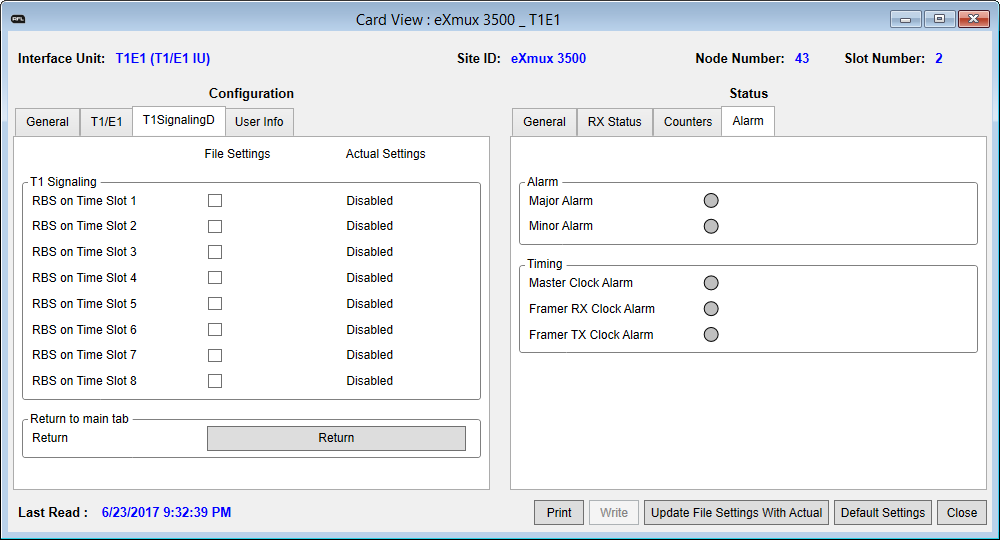 RFL Card View : eXmux 3500 _ T1E1
Interface Unit: T1E1 (T1/E1 IU) Site ID: eXmux 3500 Node Number: 43 Slot Number: 2
Configuration Status
General T1/E1 T1SignalingD User Info General RX Status Counters Alarm
File Settings Actual Settings
T1 Signaling
RBS on Time Slot 1 Disabled
RBS on Time Slot 2 Disabled
RBS on Time Slot 3 Disabled
RBS on Time Slot 4 Disabled
RBS on Time Slot 5 Disabled
RBS on Time Slot 6 Disabled
RBS on Time Slot 7 Disabled
RBS on Time Slot 8 Disabled
Return to main tab
Return Return
Alarm
Major Alarm
Minor Alarm
Timing
Master Clock Alarm
Framer RX Clock Alarm
Framer TX Clock Alarm
Last Read : 6/23/2017 9:32:39 PM Print Write Update File Settings With Actual Default Settings Close